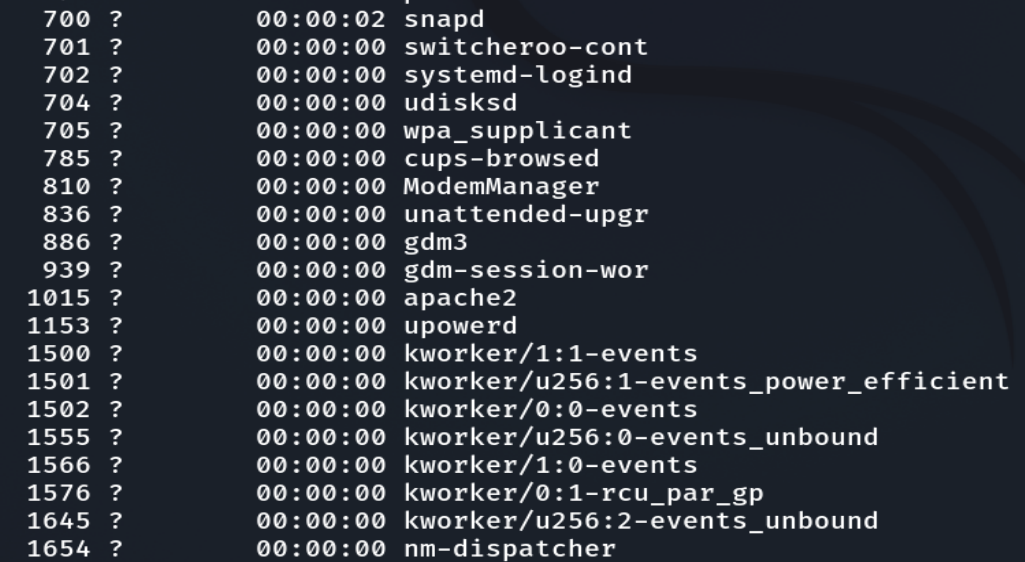 700 ? 00:00:02 snapd
701 ? 00:00:00 switcheroo-cont
702 ? 00:00:00 systemd-logind
704 ? 00:00:00 udisksd
705 ? 00:00:00 wpa_supplicant
785 ? 00:00:00 cups-browsed
810 ? 00:00:00 ModemManager
836 ? 00:00:00 unattended-upgr
886 ? 00:00:00 gdm3
939 ? 00:00:00 gdm-session-wor
1015 ? 00:00:00 apache2
1153 ? 00:00:00 upowerd
1500 ? 00:00:00 kworker/1:1-events
1501 ? 00:00:00 kworker/u256:1-events_power_efficient
1502 ? 00:00:00 kworker/0:0-events
1555 ? 00:00:00 kworker/u256:0-events_unbound
1566 ? 00:00:00 kworker/1:0-events
1576 ? 00:00:00 kworker/0:1-rcu_par_gp
1645 ? 00:00:00 kworker/u256:2-events_unbound
1654 ? 00:00:00 nm-dispatcher